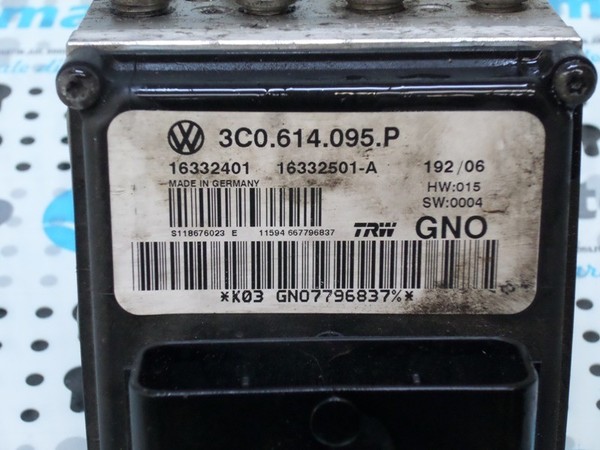 3C0.614.095.P
16332401 16332501-A 192/06
MADE IN GERMANY HW:015
SW:0004
S118676023 E 11594 667796837 TRW GNO
*K03 GNO7796837%*